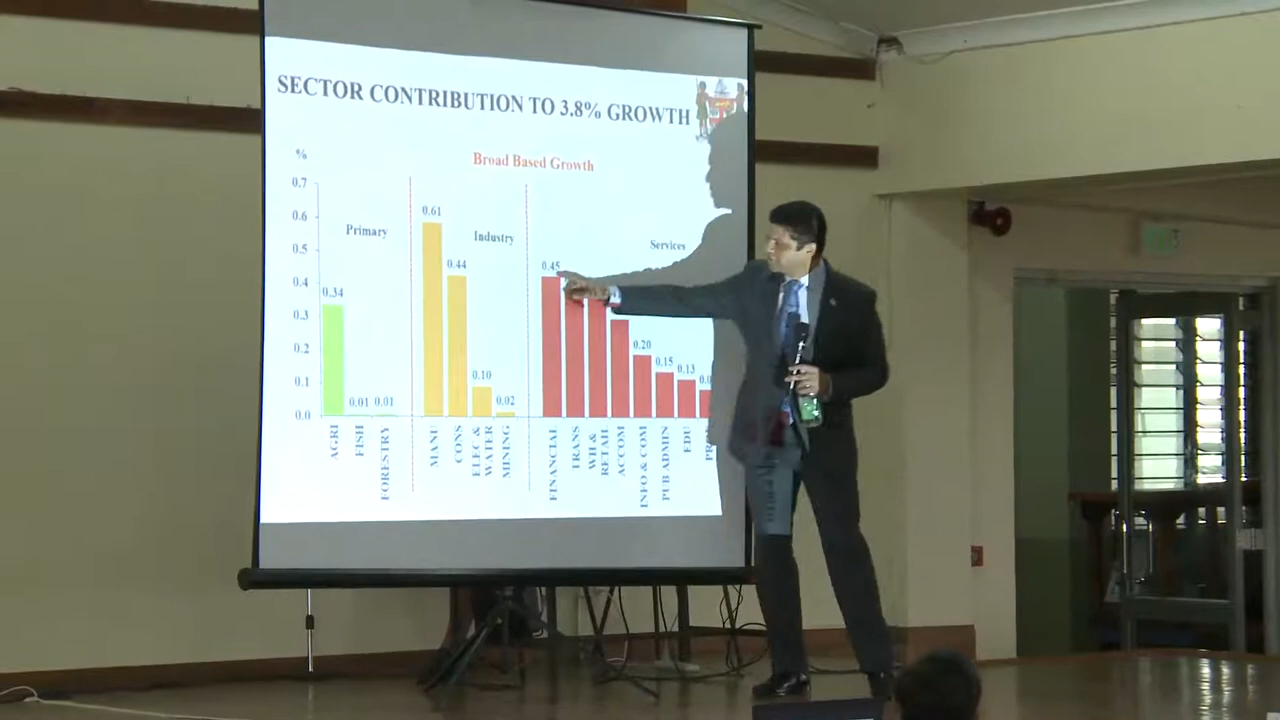 SECTOR CONTRIBUTION TO 3.8% GROWTH
%
Broad Based Growth
0.7
0.6
0.5
0.4
0.3
0.2
0.1
0.0
Primary
Industry
Services
0.34
0.01
0.01
0.61
0.44
0.10
0.02
0.45
0.20
0.15
0.13
AGRI
FISH
FORESTRY
MANU
CONS
ELEC &
WATER
MINING
FINANCIAL
TRANS
WH &
RETAIL
ACCOM
INFO & COM
PUB ADMIN
EDU